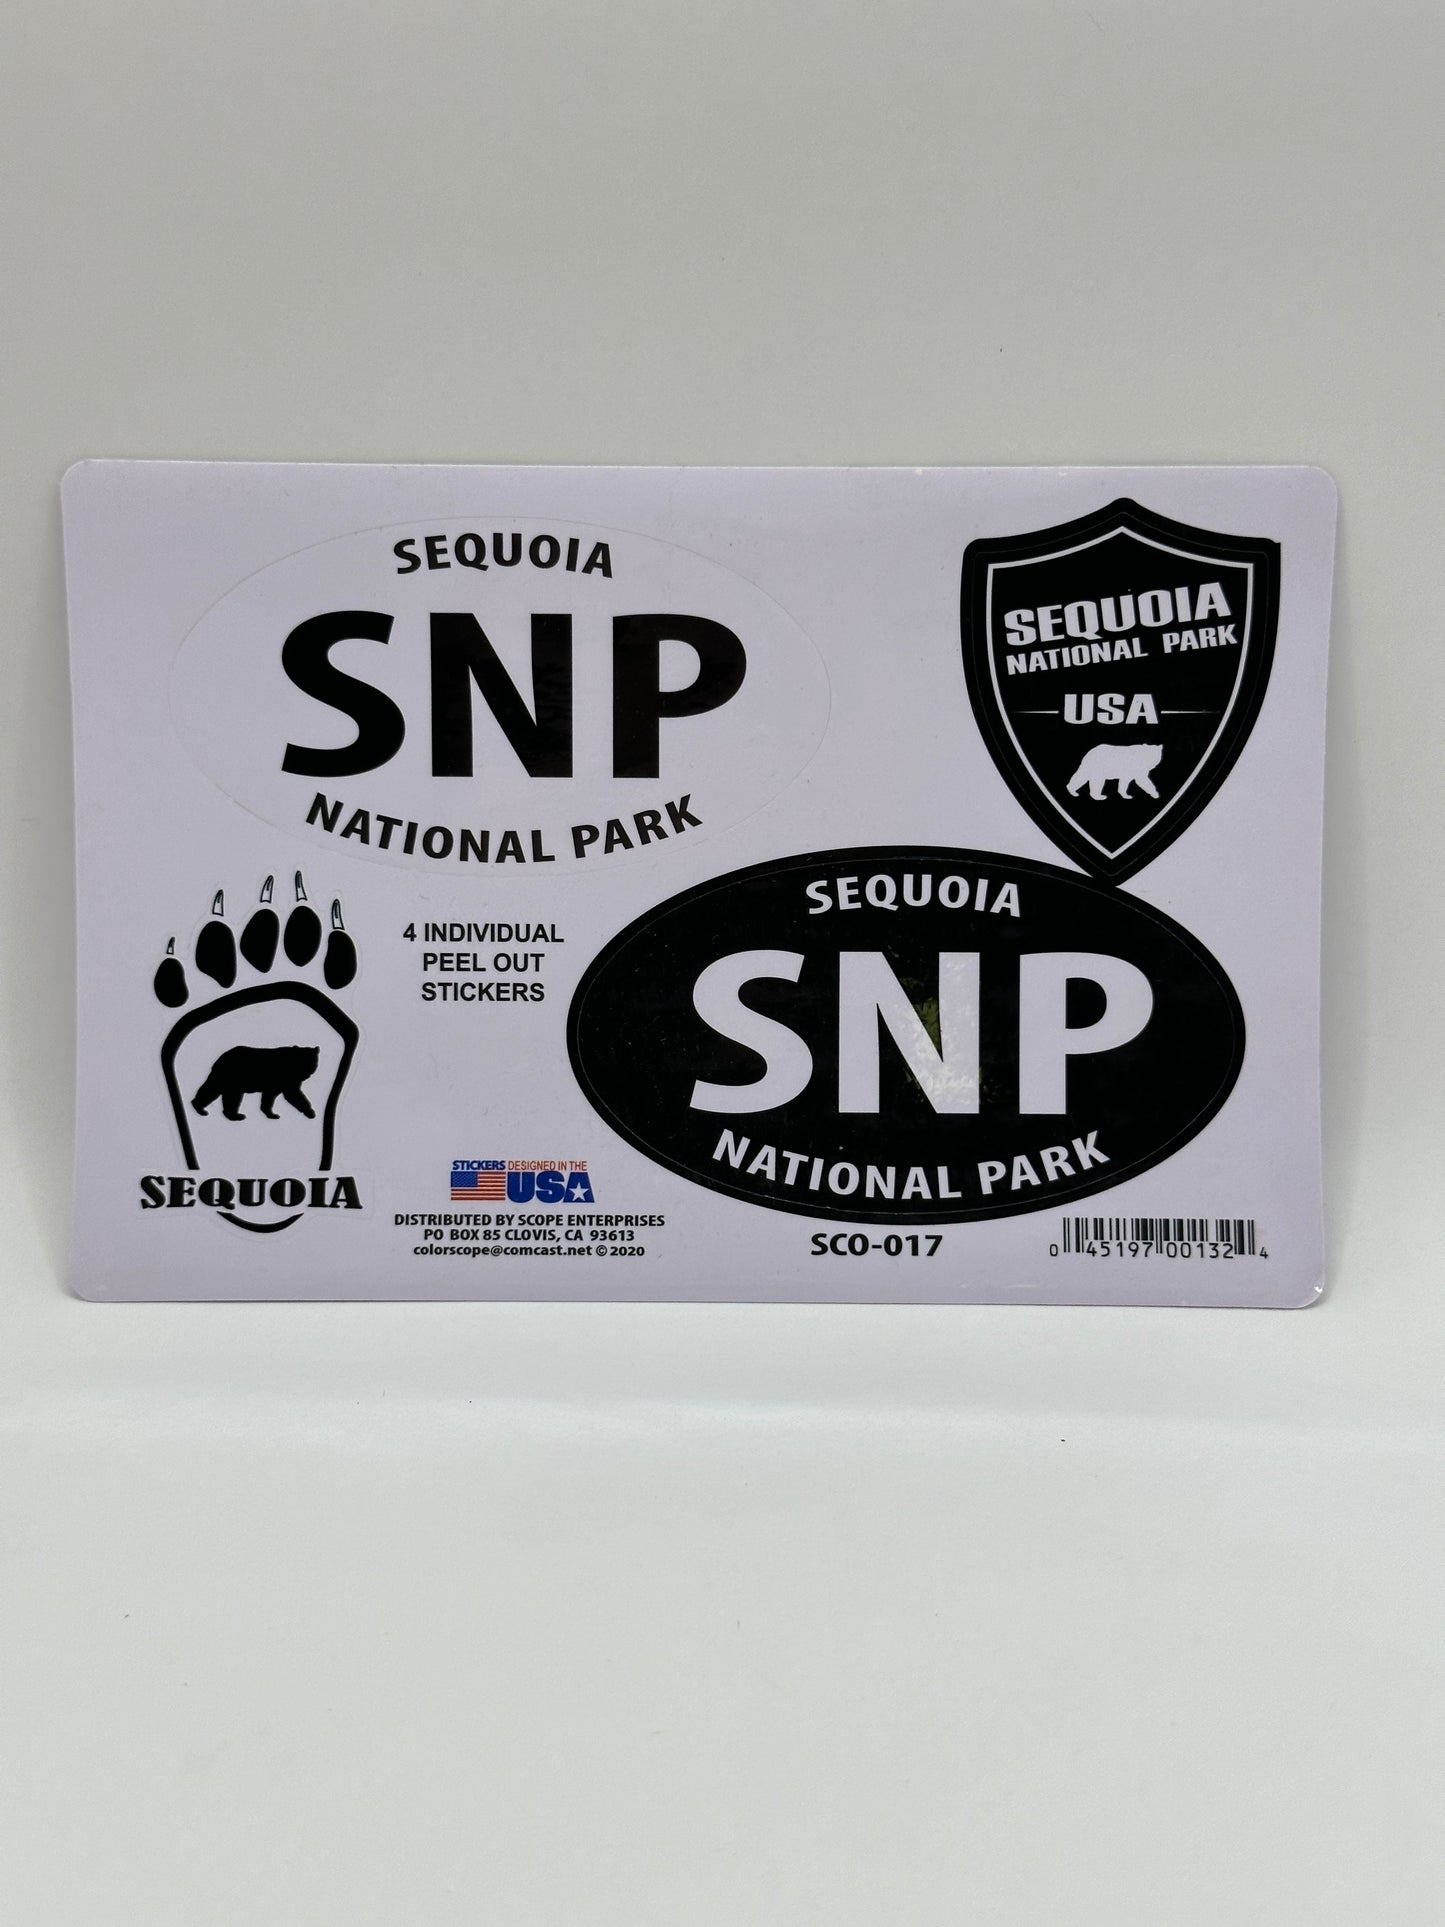 SEQUOIA
SNP
NATIONAL PARK
SEQUOIA
NATIONAL PARK
USA
SEQUOIA
SNP
NATIONAL PARK
4 INDIVIDUAL
PEEL OUT
STICKERS
SEQUOIA
STICKERS DESIGNED IN THE
USA
DISTRIBUTED BY SCOPE ENTERPRISES
PO BOX 85 CLOVIS, CA 93613
colorscope@comcast.net © 2020
SCO-017
0 45197 00132 4